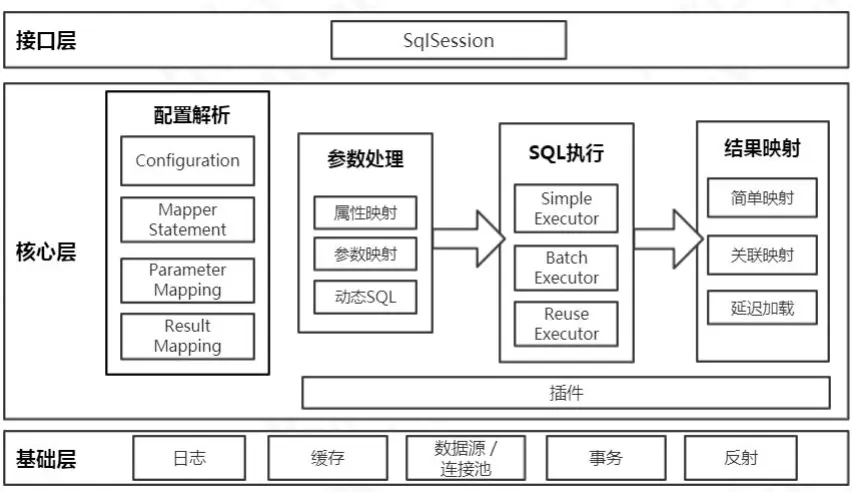 接口层
SqlSession
核心层
配置解析
Configuration
Mapper
Statement
Parameter
Mapping
Result
Mapping
参数处理
属性映射
参数映射
动态SQL
SQL执行
Simple
Executor
Batch
Executor
Reuse
Executor
结果映射
简单映射
关联映射
延迟加载
插件
基础层
日志
缓存
数据源 /
连接池
事务
反射